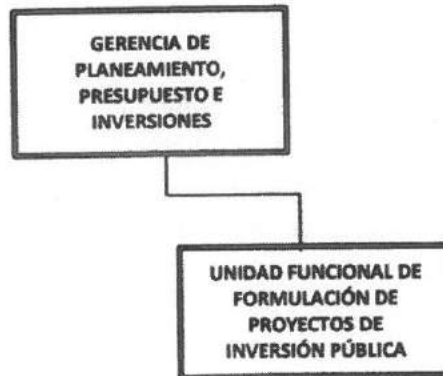 GERENCIA DE
PLANEAMIENTO,
PRESUPUESTO E
INVERSIONES
UNIDAD FUNCIONAL DE
FORMULACIÓN DE
PROYECTOS DE
INVERSIÓN PÚBLICA